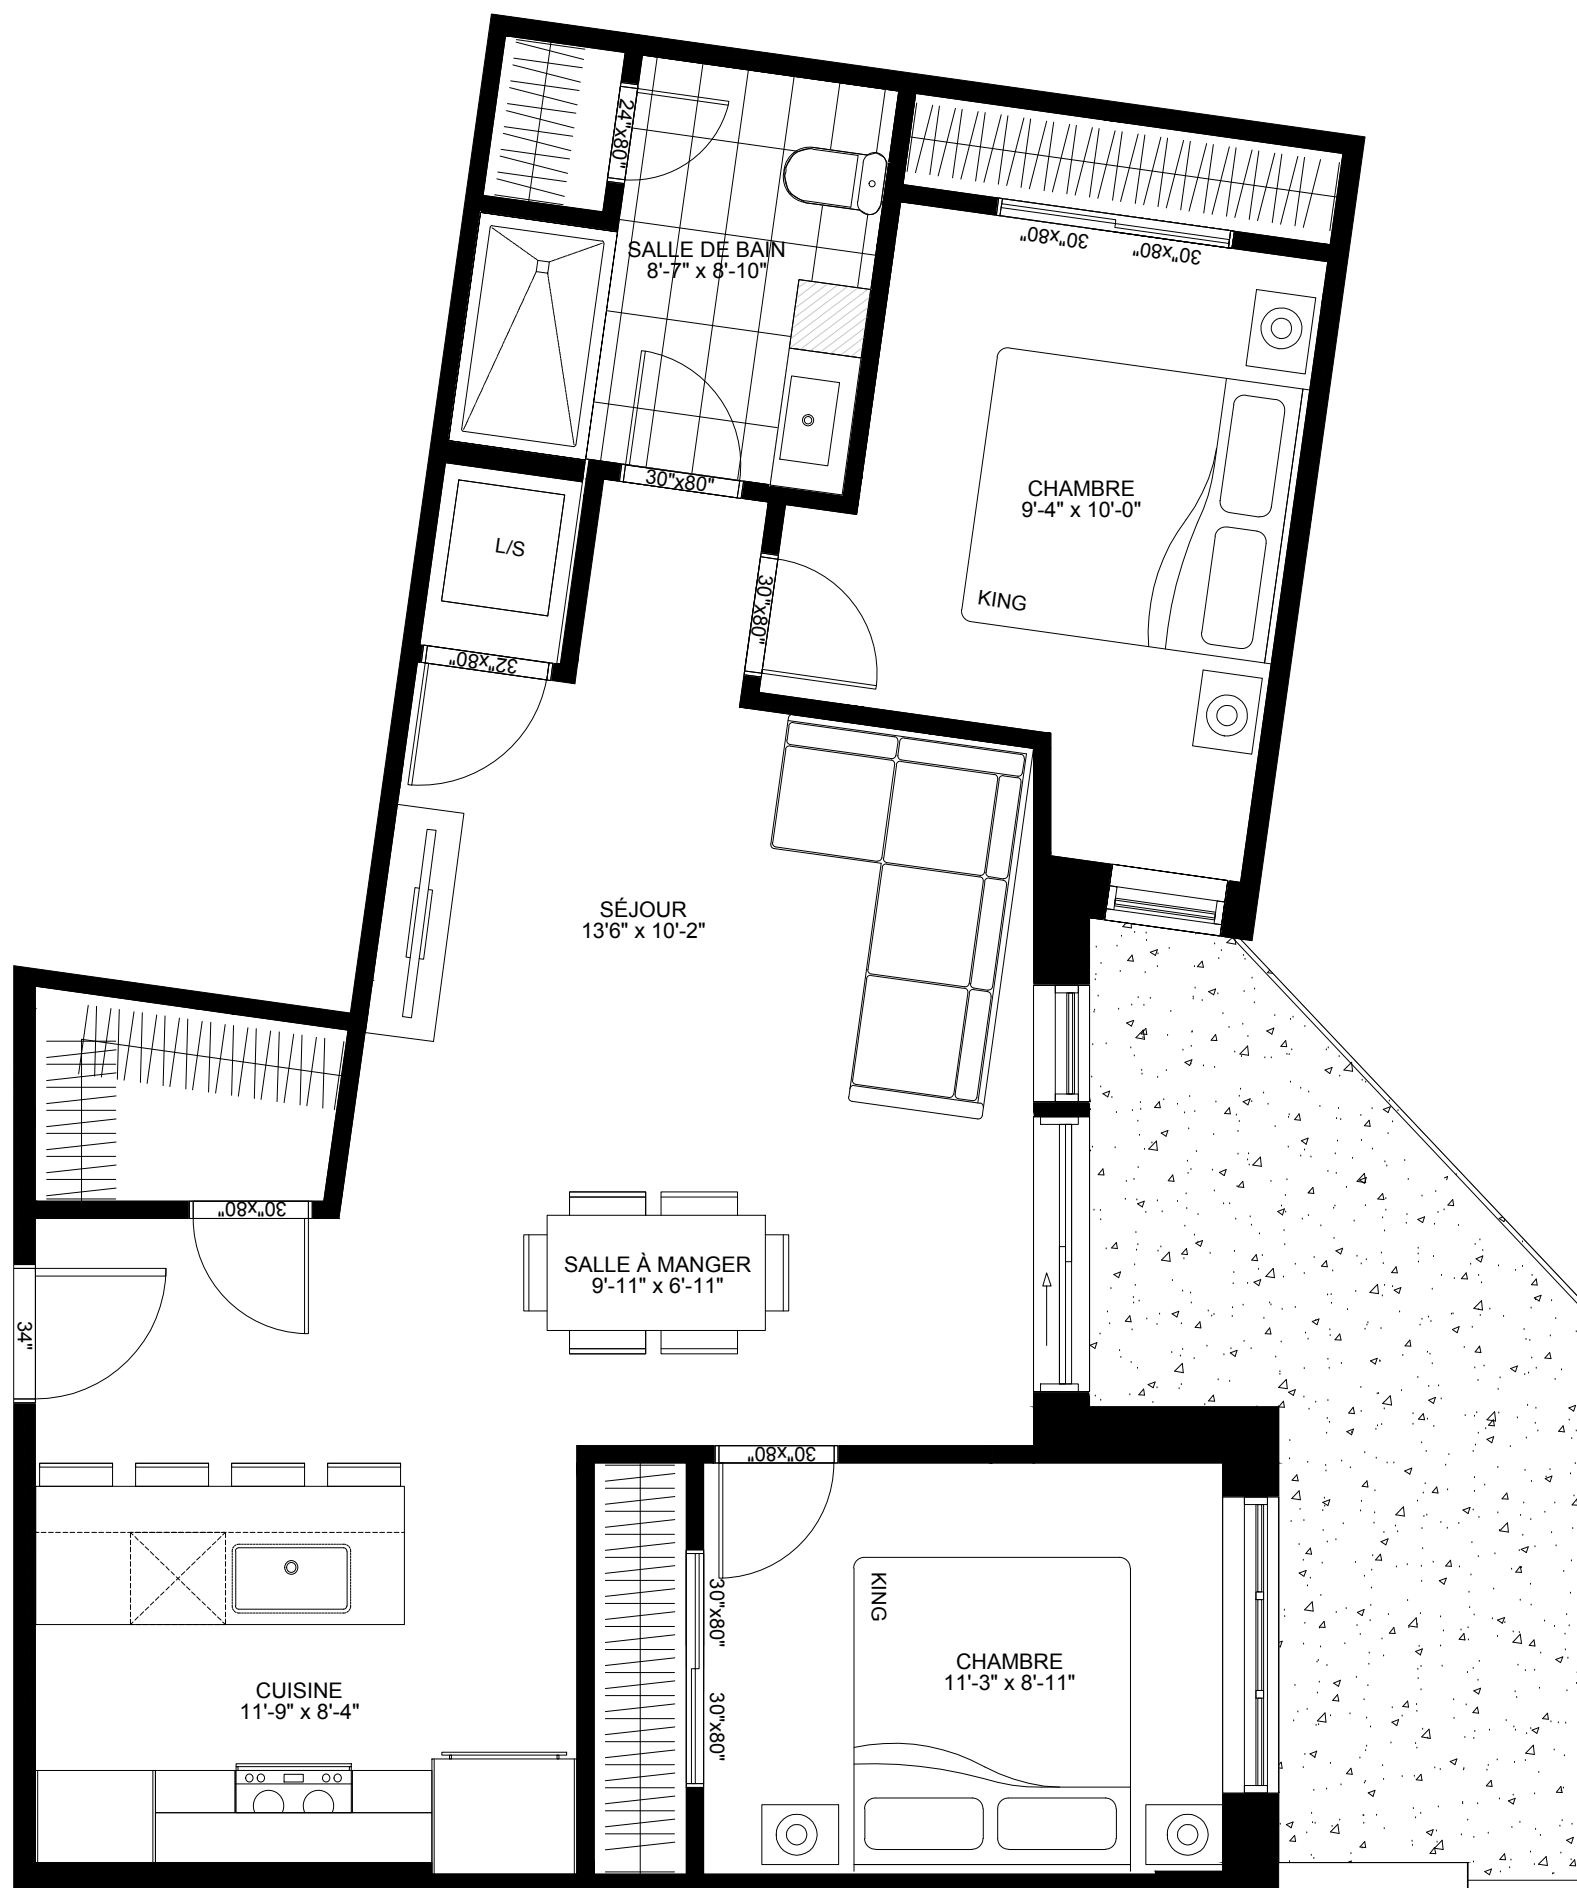 24"x80"
SALLE DE BAIN
8'-7" x 8'-10"
30"x80"
30"x80"
30"x80"
L/S
CHAMBRE
9'-4" x 10'-0"
KING
30"x80"
32"x80"
SÉJOUR
13'6" x 10'-2"
30"x80"
SALLE À MANGER
9'-11" x 6'-11"
34"
30"x80"
KING
30"x80"
30"x80"
CHAMBRE
11'-3" x 8'-11"
CUISINE
11'-9" x 8'-4"